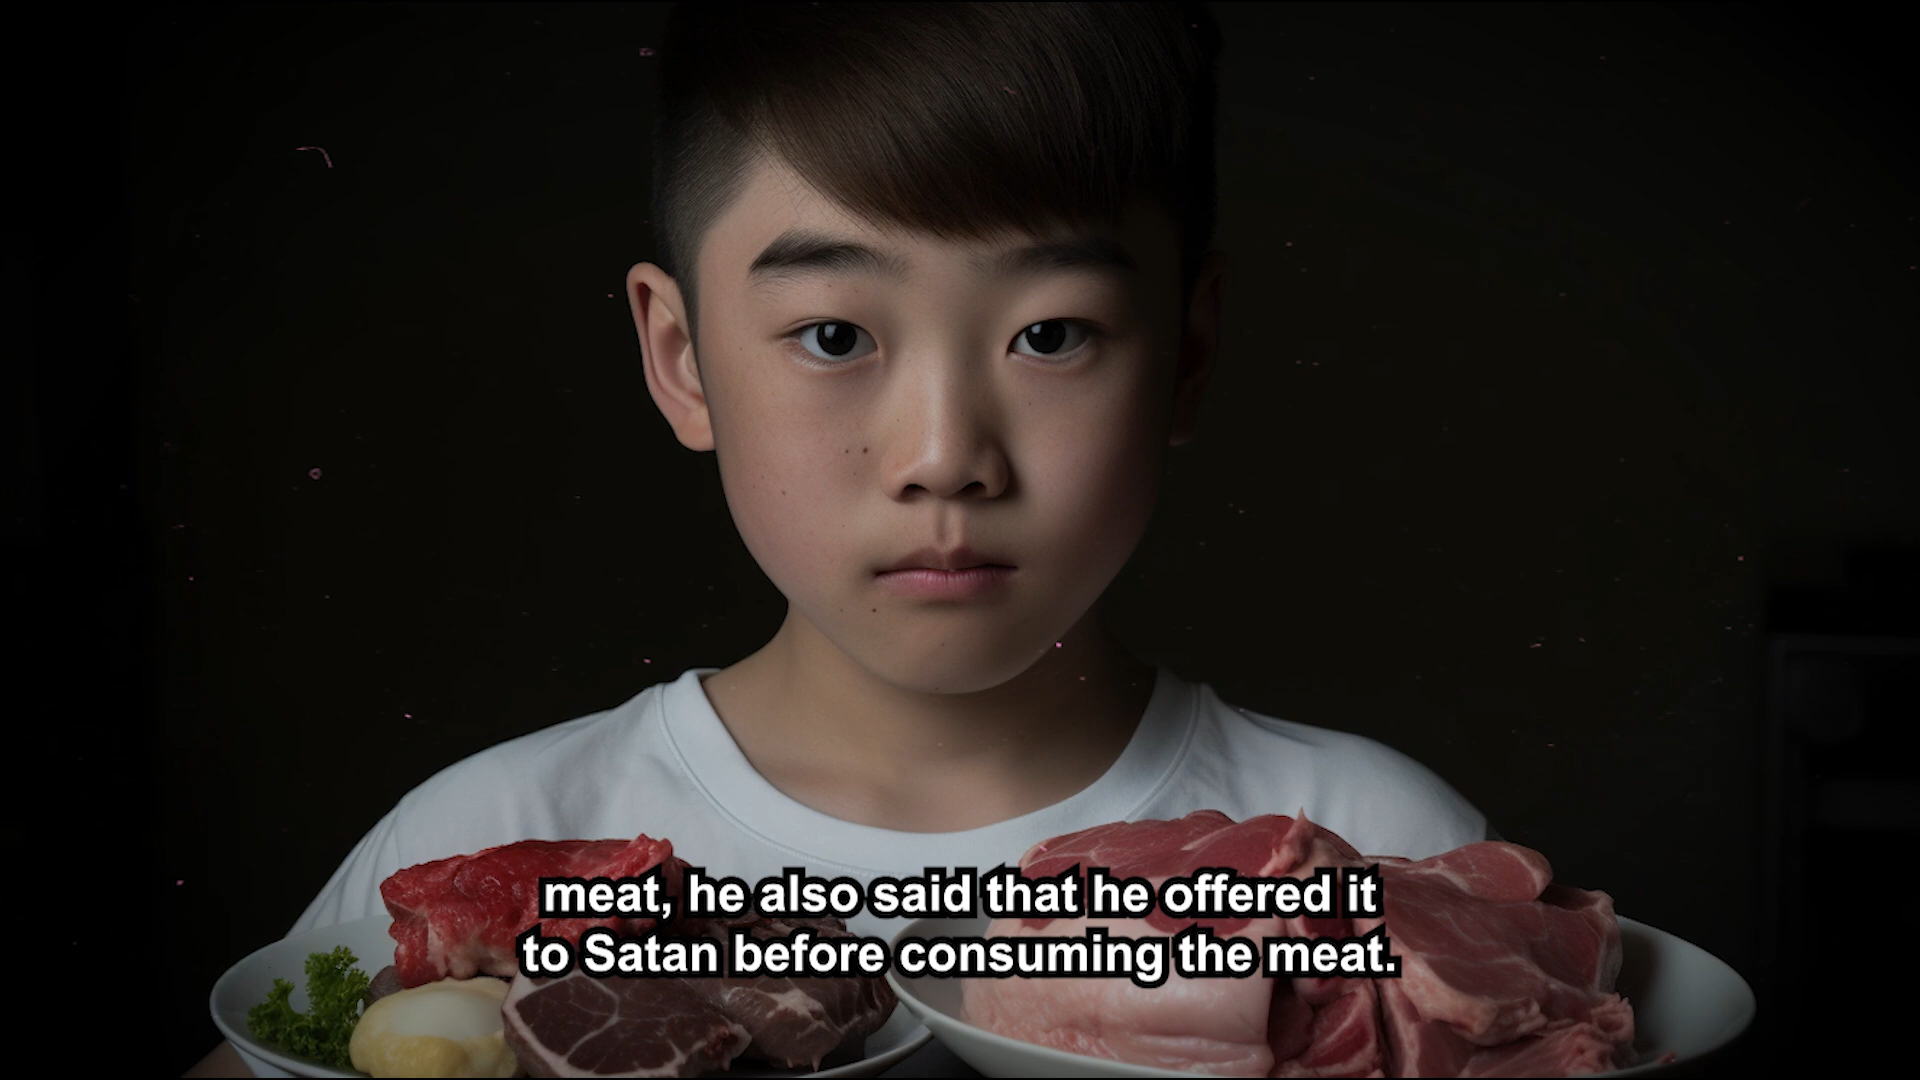 meat, he also said that he offered it
to Satan before consuming the meat.